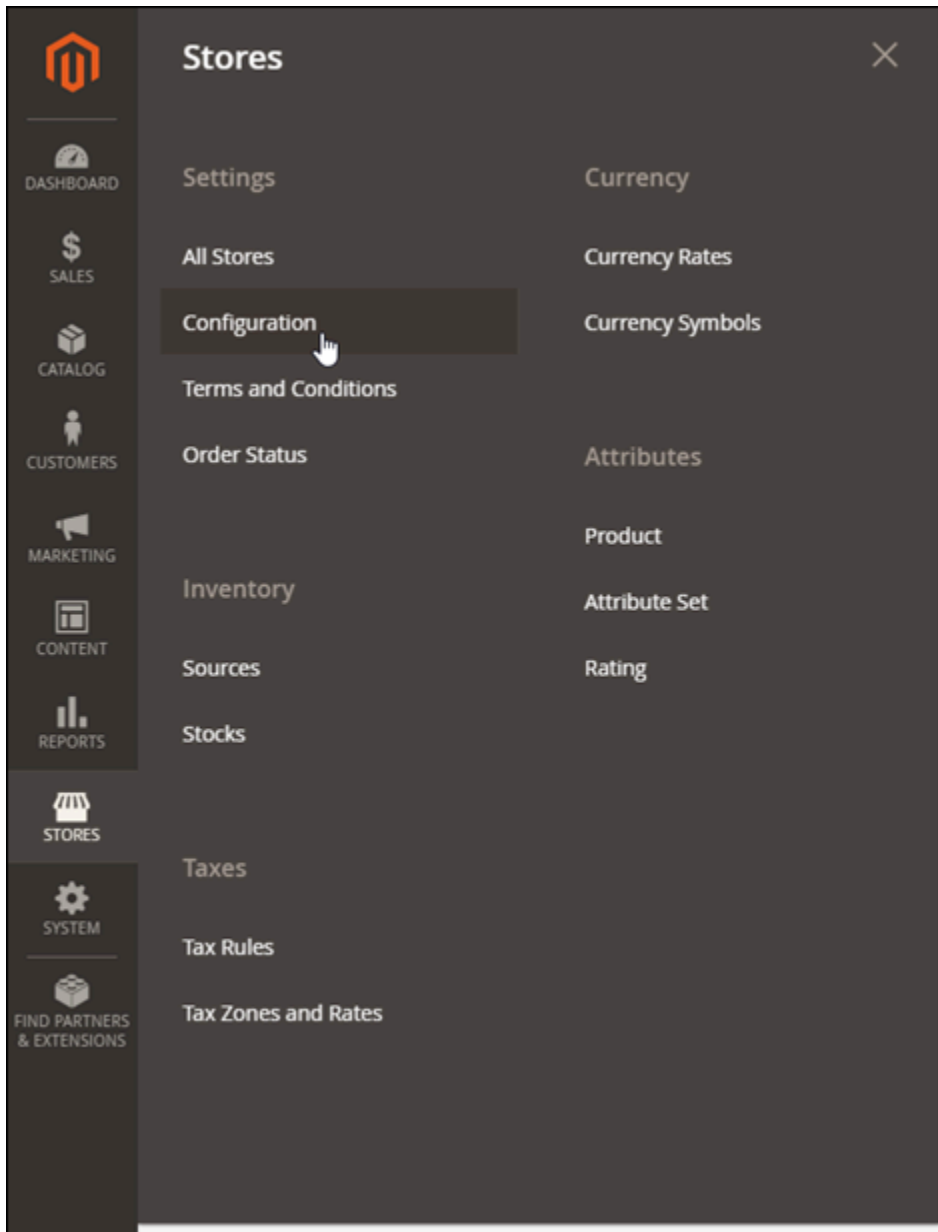 Stores
DASHBOARD
SALES
CATALOG
CUSTOMERS
MARKETING
CONTENT
REPORTS
STORES
SYSTEM
FIND PARTNERS
& EXTENSIONS
Settings
All Stores
Configuration
Terms and Conditions
Order Status
Inventory
Sources
Stocks
Taxes
Tax Rules
Tax Zones and Rates
Currency
Currency Rates
Currency Symbols
Attributes
Product
Attribute Set
Rating